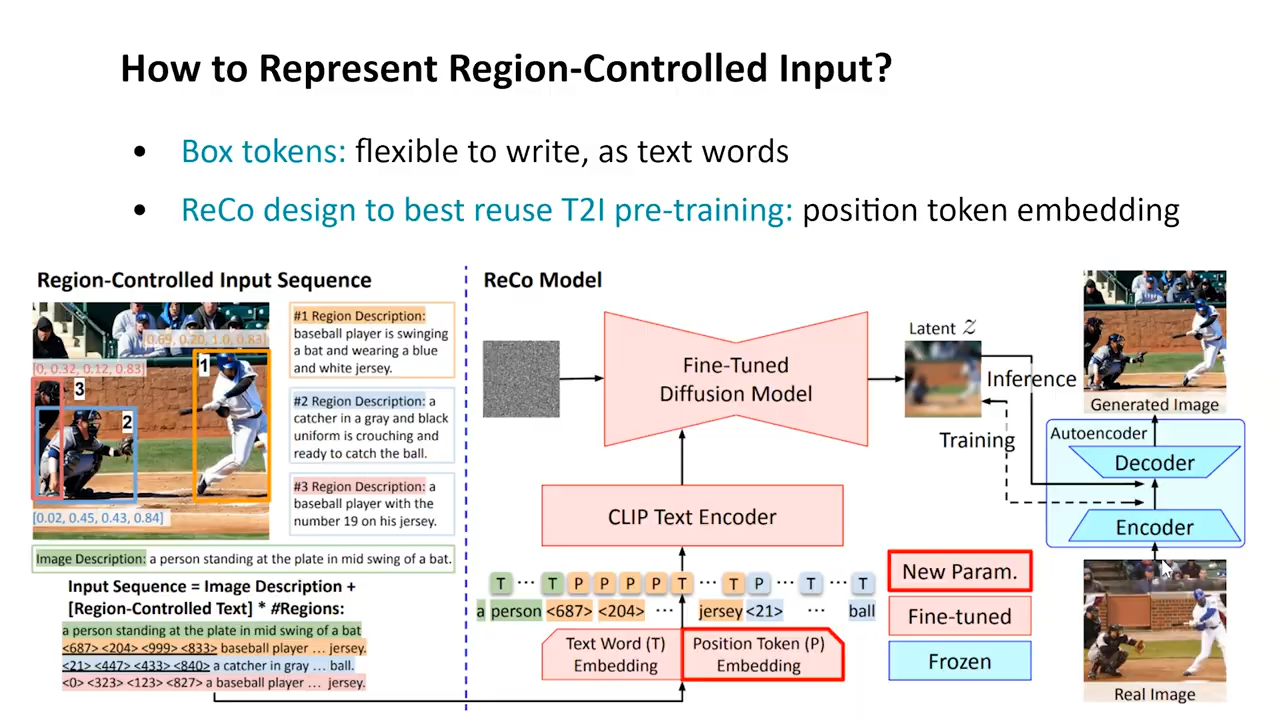 How to Represent Region-Controlled Input?
• Box tokens: flexible to write, as text words
• ReCo design to best reuse T2I pre-training: position token embedding
Region-Controlled Input Sequence
[0.69, 0.20, 1.0, 0.83]
[0, 0.32, 0.12, 0.83]
1
3
2
[0.02, 0.45, 0.43, 0.84]
#1 Region Description:
baseball player is swinging
a bat and wearing a blue
and white jersey.
#2 Region Description: a
catcher in a gray and black
uniform is crouching and
ready to catch the ball.
#3 Region Description: a
baseball player with the
number 19 on his jersey.
Image Description: a person standing at the plate in mid swing of a bat.
Input Sequence = Image Description +
[Region-Controlled Text] * #Regions:
a person standing at the plate in mid swing of a bat
<687> <204> <999> <833> baseball player ... jersey.
<21> <447> <433> <840> a catcher in gray ... ball.
<0> <323> <123> <827> a baseball player ... jersey.
ReCo Model
Fine-Tuned
Diffusion Model
CLIP Text Encoder
T ... T P P P P T ... T P ... T ... T
a person <687> <204> ... jersey <21> ... ball
Text Word (T)
Embedding
Position Token (P)
Embedding
Latent z
Inference
Training
Generated Image
Autoencoder
Decoder
Encoder
Real Image
New Param.
Fine-tuned
Frozen